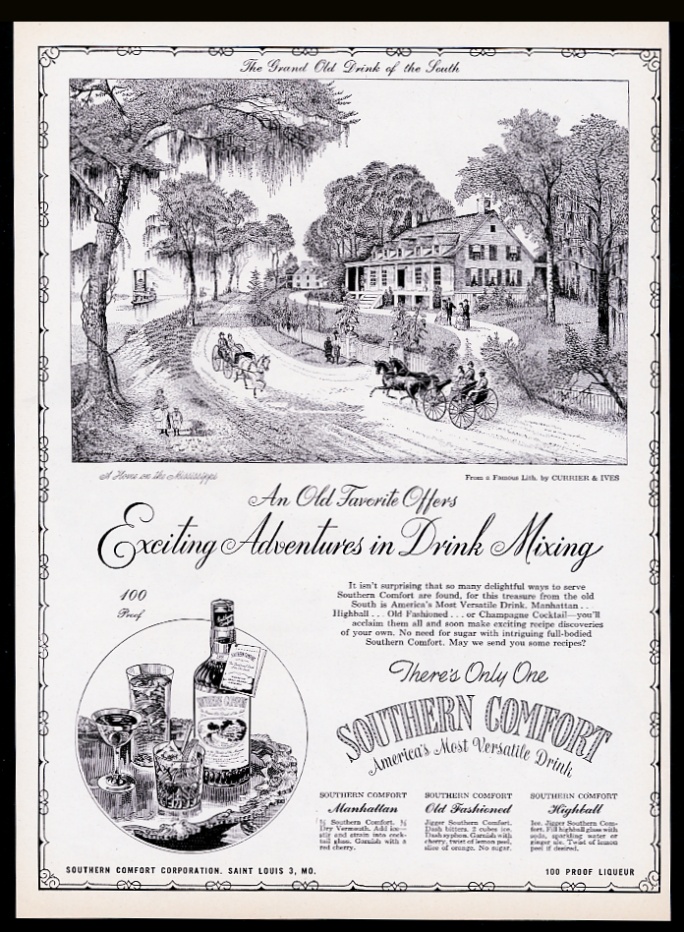 The Grand Old Drink of the South
A Home on the Mississippi
From a Famous Lith. by CURRIER & IVES
An Old Favorite Offers
Exciting Adventures in Drink Mixing
100
Proof
It isn't surprising that so many delightful ways to serve
Southern Comfort are found, for this treasure from the old
South is America's Most Versatile Drink. Manhattan . .
Highball . . . Old Fashioned . . . or Champagne Cocktail—you'll
acclaim them all and soon make exciting recipe discoveries
of your own. No need for sugar with intriguing full-bodied
Southern Comfort. May we send you some recipes?
There's Only One
SOUTHERN COMFORT
America's Most Versatile Drink
SOUTHERN COMFORT
SOUTHERN COMFORT
Manhattan
Southern Comfort.
Dry Vermouth. Add ice—
stir and strain into cock-
tail glass. Garnish with a
red cherry.
SOUTHERN COMFORT
Old Fashioned
Jigger Southern Comfort.
Dash bitters. 2 cubes ice.
Dash syphon. Garnish with
cherry, twist of lemon peel,
slice of orange. No sugar.
SOUTHERN COMFORT
Highball
Ice. Jigger Southern Com-
fort. Fill highball glass with
soda, sparkling water or
ginger ale. Twist of lemon
peel if desired.
SOUTHERN COMFORT CORPORATION. SAINT LOUIS 3, MO.
100 PROOF LIQUEUR